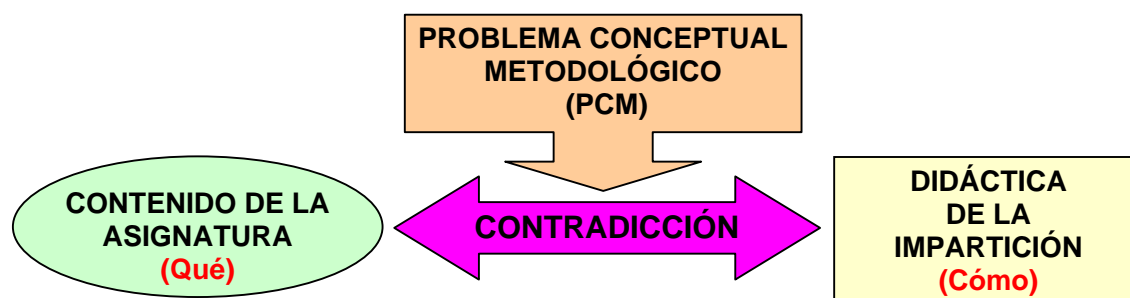 PROBLEMA CONCEPTUAL
METODOLÓGICO
(PCM)
CONTENIDO DE LA
ASIGNATURA
(Qué)
CONTRADICCIÓN
DIDÁCTICA
DE LA
IMPARTICIÓN
(Cómo)